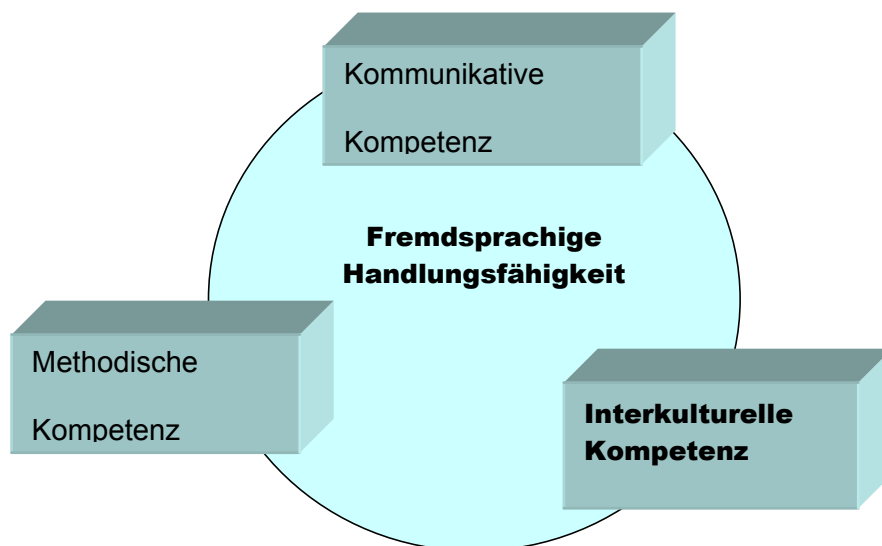 Kommunikative
Kompetenz
Fremdsprachige
Handlungsfähigkeit
Methodische
Kompetenz
Interkulturelle
Kompetenz